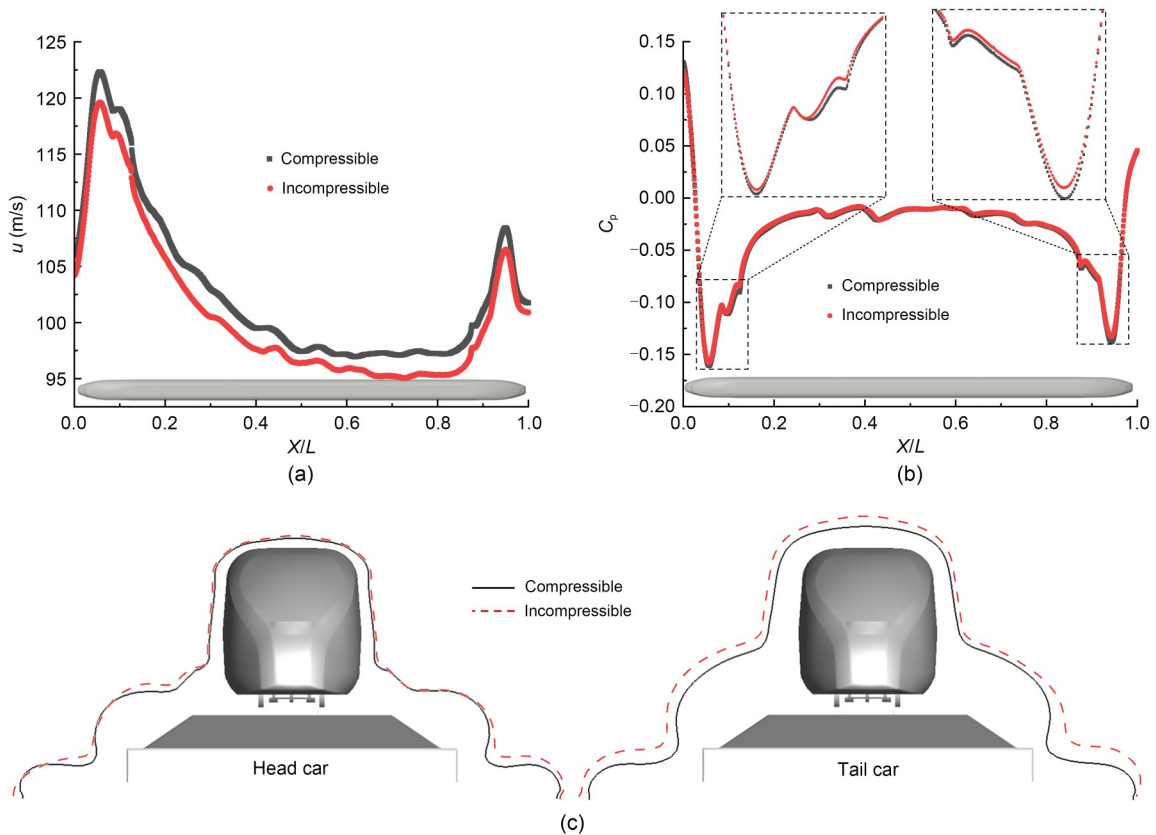 (a)
125
120
115
110
105
100
95
u (m/s)
Compressible
Incompressible
0.0 0.2 0.4 0.6 0.8 1.0
X/L
(b)
0.15
0.10
0.05
0.00
−0.05
−0.10
−0.15
−0.20
Cp
Compressible
Incompressible
0.0 0.2 0.4 0.6 0.8 1.0
X/L
Compressible
Incompressible
Head car
Tail car
(c)